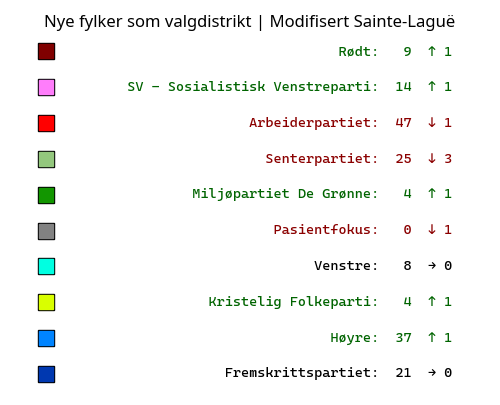 Nye fylker som valgdistrikt | Modifisert Sainte-Laguë
Rødt: 9 ↑ 1
SV - Sosialistisk Venstreparti: 14 ↑ 1
Arbeiderpartiet: 47 ↓ 1
Senterpartiet: 25 ↓ 3
Miljøpartiet De Grønne: 4 ↑ 1
Pasientfokus: 0 ↓ 1
Venstre: 8 → 0
Kristelig Folkeparti: 4 ↑ 1
Høyre: 37 ↑ 1
Fremskrittspartiet: 21 → 0